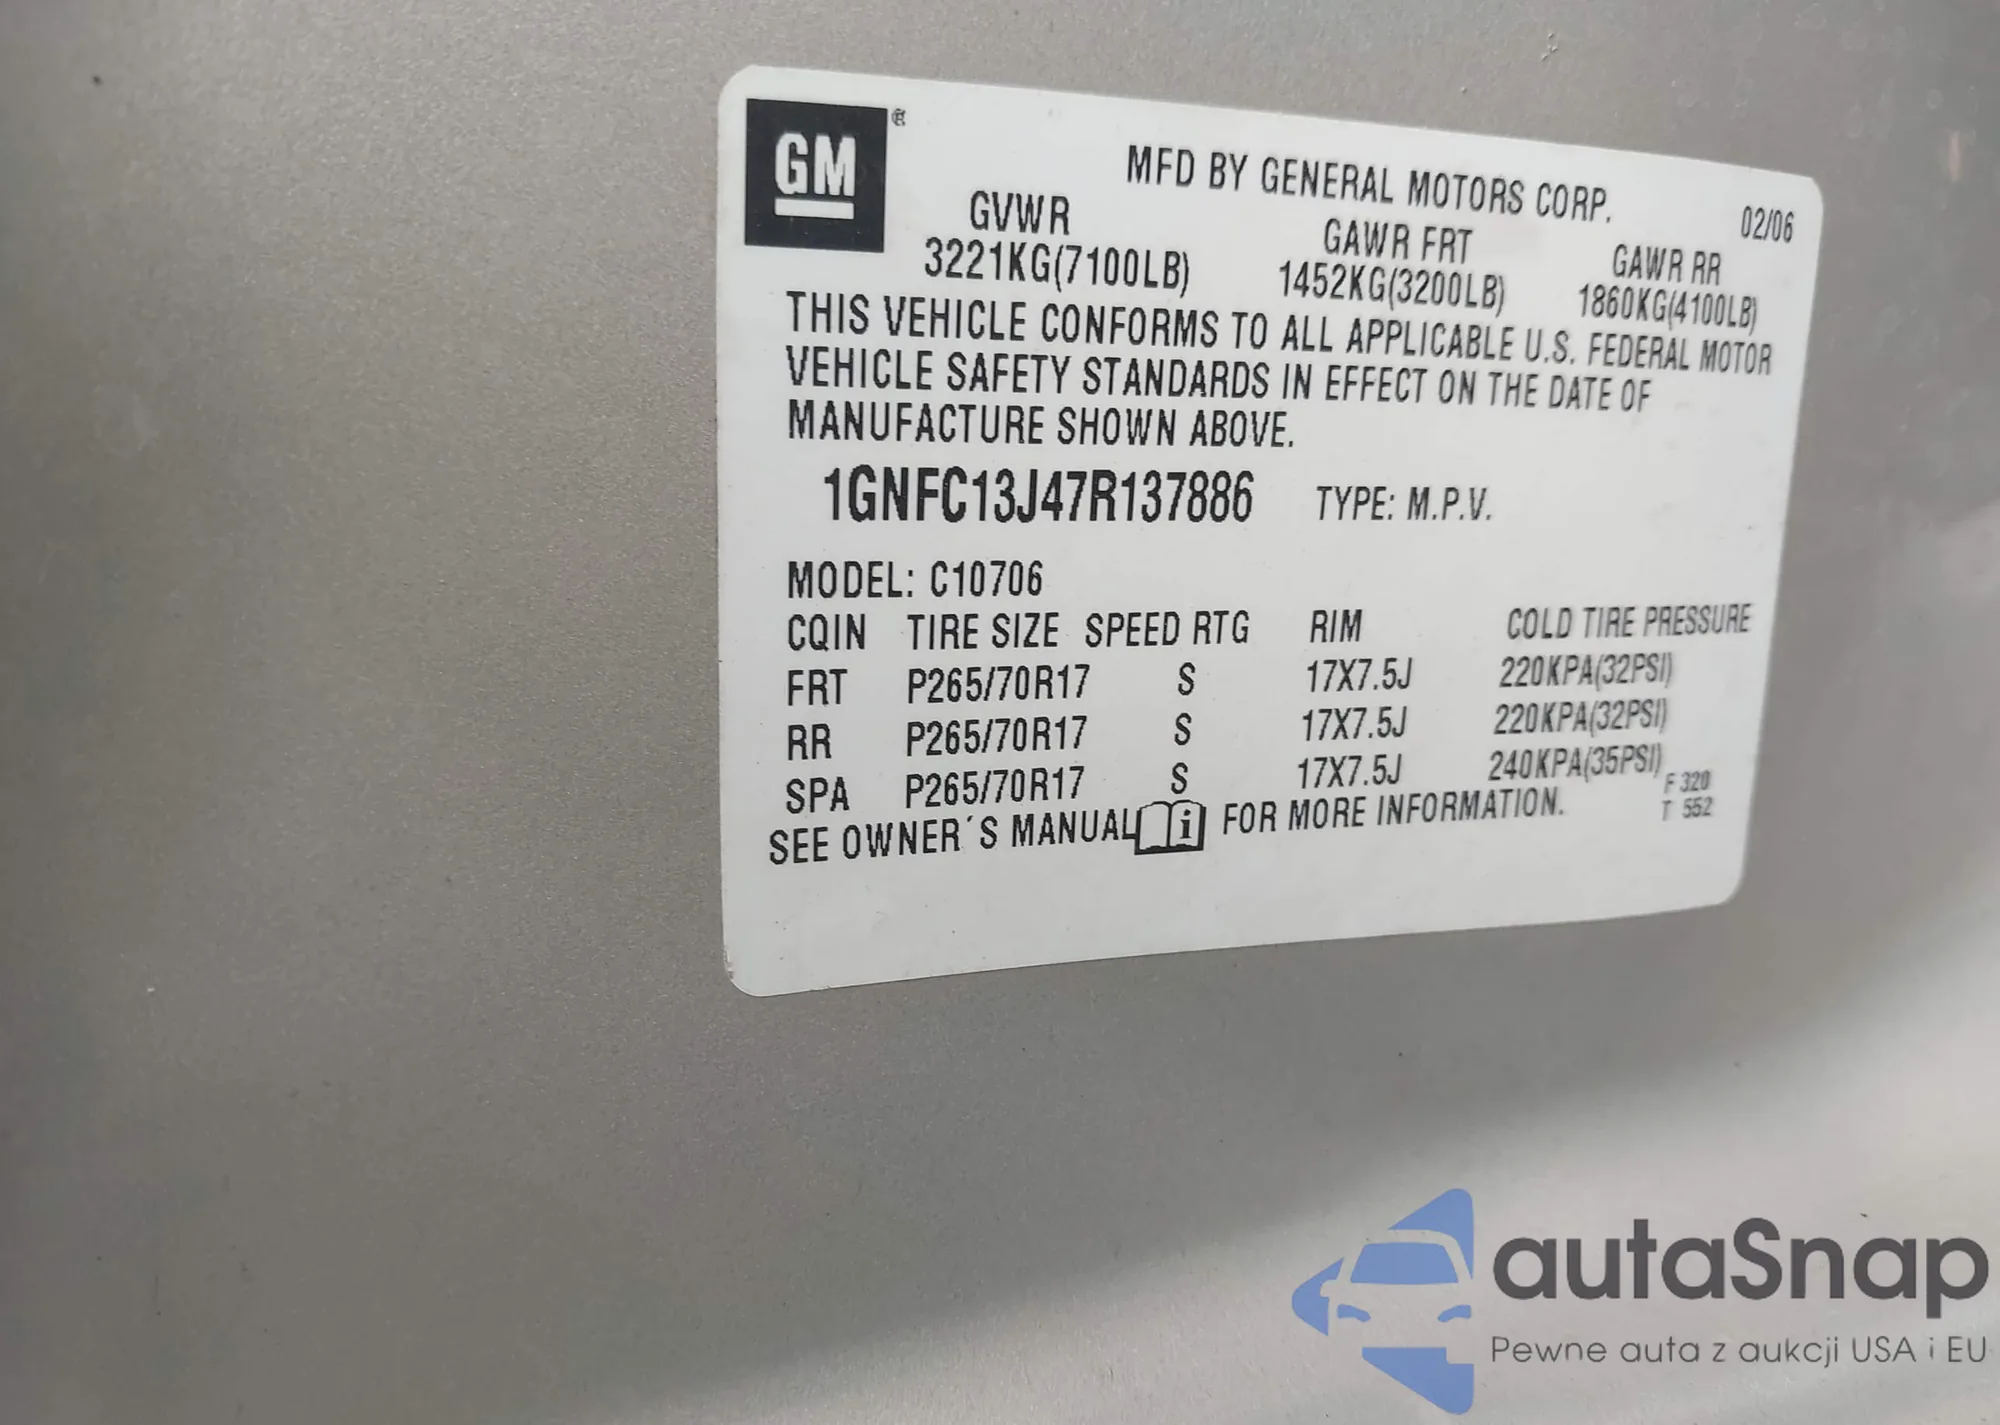 GM ®
MFD BY GENERAL MOTORS CORP.
02/06
GVWR GAWR FRT GAWR RR
3221KG(7100LB) 1452KG(3200LB) 1860KG(4100LB)
THIS VEHICLE CONFORMS TO ALL APPLICABLE U.S. FEDERAL MOTOR
VEHICLE SAFETY STANDARDS IN EFFECT ON THE DATE OF
MANUFACTURE SHOWN ABOVE.
1GNFC13J47R137886 TYPE: M.P.V.
MODEL: C10706
CQIN TIRE SIZE SPEED RTG RIM COLD TIRE PRESSURE
FRT P265/70R17 S 17X7.5J 220KPA(32PSI)
RR P265/70R17 S 17X7.5J 220KPA(32PSI)
SPA P265/70R17 S 17X7.5J 240KPA(35PSI)
F 320
T 552
SEE OWNER´S MANUAL i FOR MORE INFORMATION.
autaSnap
Pewne auta z aukcji USA i EU